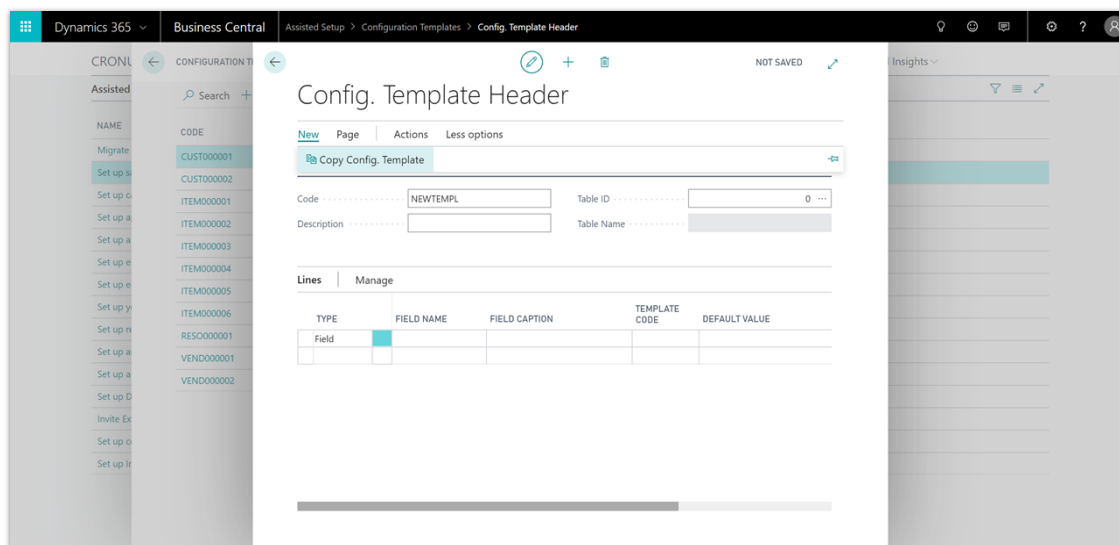 Dynamics 365 Business Central Assisted Setup > Configuration Templates > Config. Template Header ?
CRONU CONFIGURATION TE NOT SAVED Insights
Assisted Search
Config. Template Header
NAME CODE
New Page Actions Less options
Copy Config. Template
Migrate CUST000001
Set up sa CUST000002
Set up c ITEM000001
Set up a ITEM000002
Set up a ITEM000003
Set up e ITEM000004
Set up e ITEM000005
Set up y ITEM000006
Set up r RESO000001
Set up a VEND000001
Set up a VEND000002
Set up D
Invite Ex
Set up c
Set up In
Code NEWTEMPL Table ID 0 ...
Description Table Name
Lines Manage
TYPE FIELD NAME FIELD CAPTION TEMPLATE CODE DEFAULT VALUE
Field